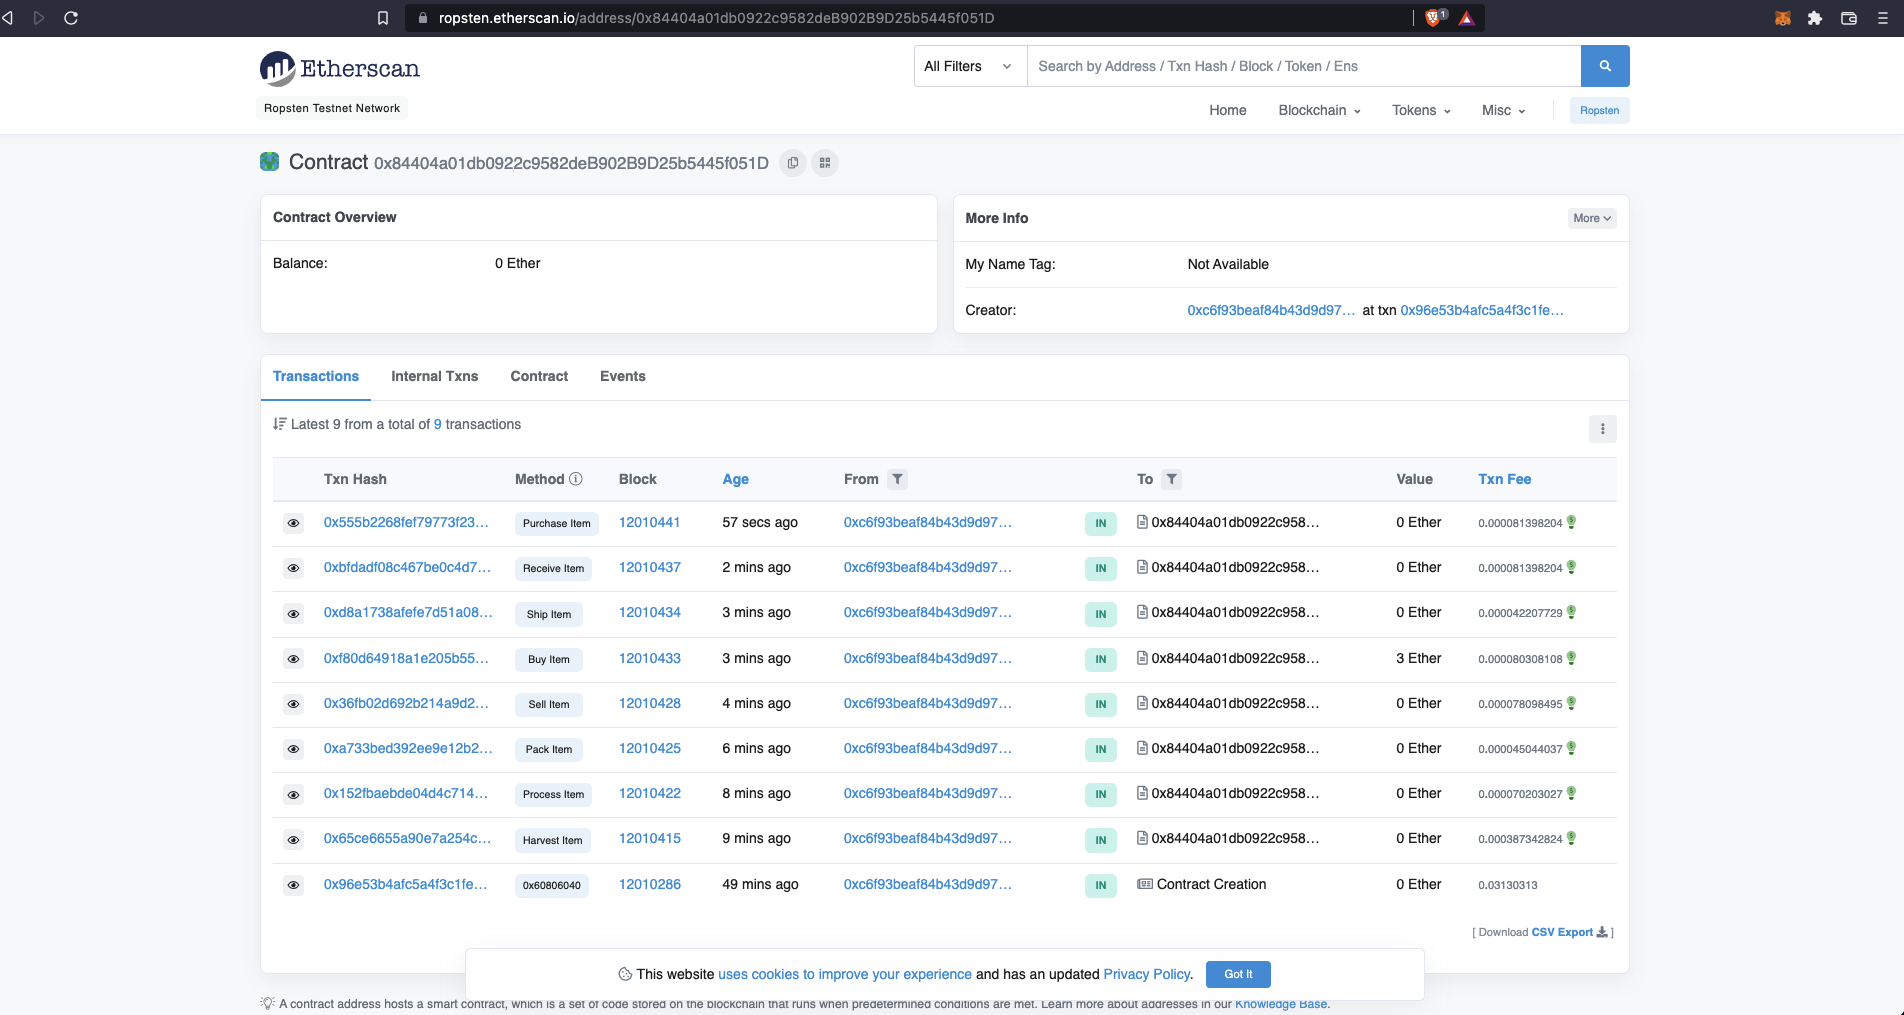 ropsten.etherscan.io/address/0x84404a01db0922c9582deB902B9D25b5445f051D
1
Etherscan
All Filters
Search by Address / Txn Hash / Block / Token / Ens
Ropsten Testnet Network
Home Blockchain Tokens Misc Ropsten
Contract 0x84404a01db0922c9582deB902B9D25b5445f051D
Contract Overview
Balance: 0 Ether
More Info More
My Name Tag: Not Available
Creator: 0xc6f93beaf84b43d9d97... at txn 0x96e53b4afc5a4f3c1fe...
Transactions Internal Txns Contract Events
Latest 9 from a total of 9 transactions
Txn Hash Method Block Age From To Value Txn Fee
0x555b2268fef79773f23... Purchase Item 12010441 57 secs ago 0xc6f93beaf84b43d9d97... IN 0x84404a01db0922c958... 0 Ether 0.000081398204
0xbfdadf08c467be0c4d7... Receive Item 12010437 2 mins ago 0xc6f93beaf84b43d9d97... IN 0x84404a01db0922c958... 0 Ether 0.000081398204
0xd8a1738afefe7d51a08... Ship Item 12010434 3 mins ago 0xc6f93beaf84b43d9d97... IN 0x84404a01db0922c958... 0 Ether 0.000042207729
0xf80d64918a1e205b55... Buy Item 12010433 3 mins ago 0xc6f93beaf84b43d9d97... IN 0x84404a01db0922c958... 3 Ether 0.000080308108
0x36fb02d692b214a9d2... Sell Item 12010428 4 mins ago 0xc6f93beaf84b43d9d97... IN 0x84404a01db0922c958... 0 Ether 0.000078098495
0xa733bed392ee9e12b2... Pack Item 12010425 6 mins ago 0xc6f93beaf84b43d9d97... IN 0x84404a01db0922c958... 0 Ether 0.000045044037
0x152fbaebde04d4c714... Process Item 12010422 8 mins ago 0xc6f93beaf84b43d9d97... IN 0x84404a01db0922c958... 0 Ether 0.000070203027
0x65ce6655a90e7a254c... Harvest Item 12010415 9 mins ago 0xc6f93beaf84b43d9d97... IN 0x84404a01db0922c958... 0 Ether 0.000387342824
0x96e53b4afc5a4f3c1fe... 0x60806040 12010286 49 mins ago 0xc6f93beaf84b43d9d97... IN Contract Creation 0 Ether 0.03130313
[ Download CSV Export ]
This website uses cookies to improve your experience and has an updated Privacy Policy. Got It
A contract address hosts a smart contract, which is a set of code stored on the blockchain that runs when predetermined conditions are met. Learn more about addresses in our Knowledge Base.